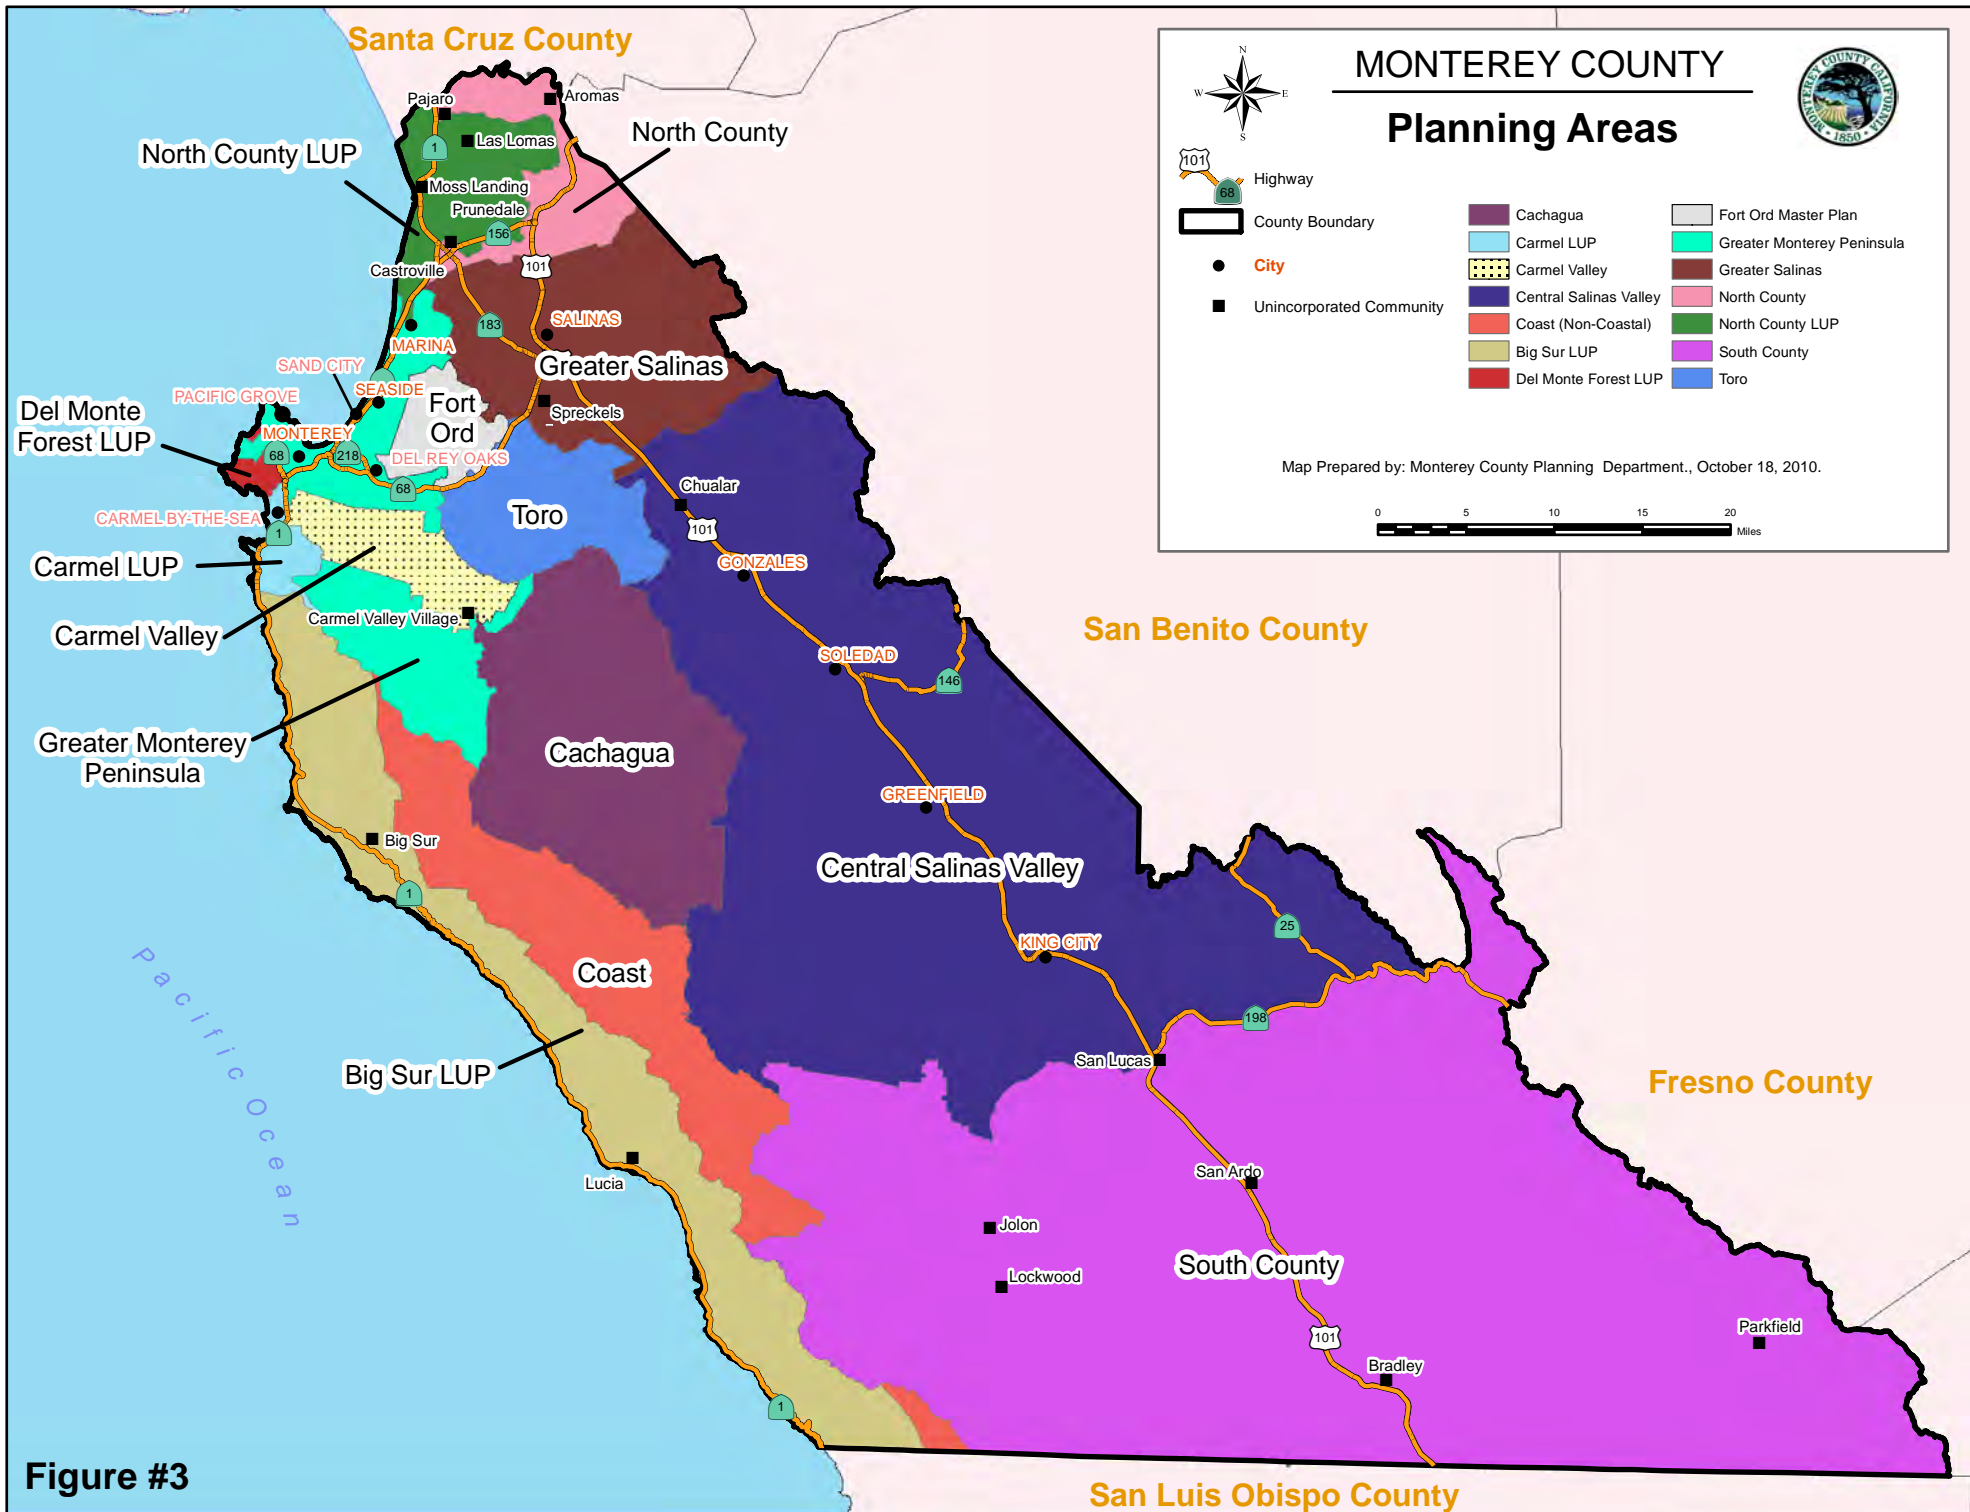 Santa Cruz County
MONTEREY COUNTY
Planning Areas
N
W
E
S
MONTEREY COUNTY CALIFORNIA
1850
101
68
Highway
County Boundary
City
Unincorporated Community
Cachagua
Carmel LUP
Carmel Valley
Central Salinas Valley
Coast (Non-Coastal)
Big Sur LUP
Del Monte Forest LUP
Fort Ord Master Plan
Greater Monterey Peninsula
Greater Salinas
North County
North County LUP
South County
Toro
Map Prepared by: Monterey County Planning Department., October 18, 2010.
0 5 10 15 20
Miles
Pajaro
Aromas
North County
North County LUP
Las Lomas
1
Moss Landing
Prunedale
156
Castroville
101
183
SALINAS
MARINA
SAND CITY
Greater Salinas
SEASIDE
PACIFIC GROVE
Fort
Ord
Del Monte
Forest LUP
Spreckels
MONTEREY
68
218
DEL REY OAKS
68
Chualar
CARMEL BY-THE-SEA
Toro
1
101
Carmel LUP
GONZALES
Carmel Valley Village
Carmel Valley
San Benito County
SOLEDAD
146
Greater Monterey
Peninsula
Cachagua
GREENFIELD
Big Sur
Central Salinas Valley
1
25
KING CITY
Coast
Pacific Ocean
198
San Lucas
Big Sur LUP
Fresno County
Lucia
San Ardo
Jolon
South County
Lockwood
Parkfield
101
Bradley
1
Figure #3
San Luis Obispo County